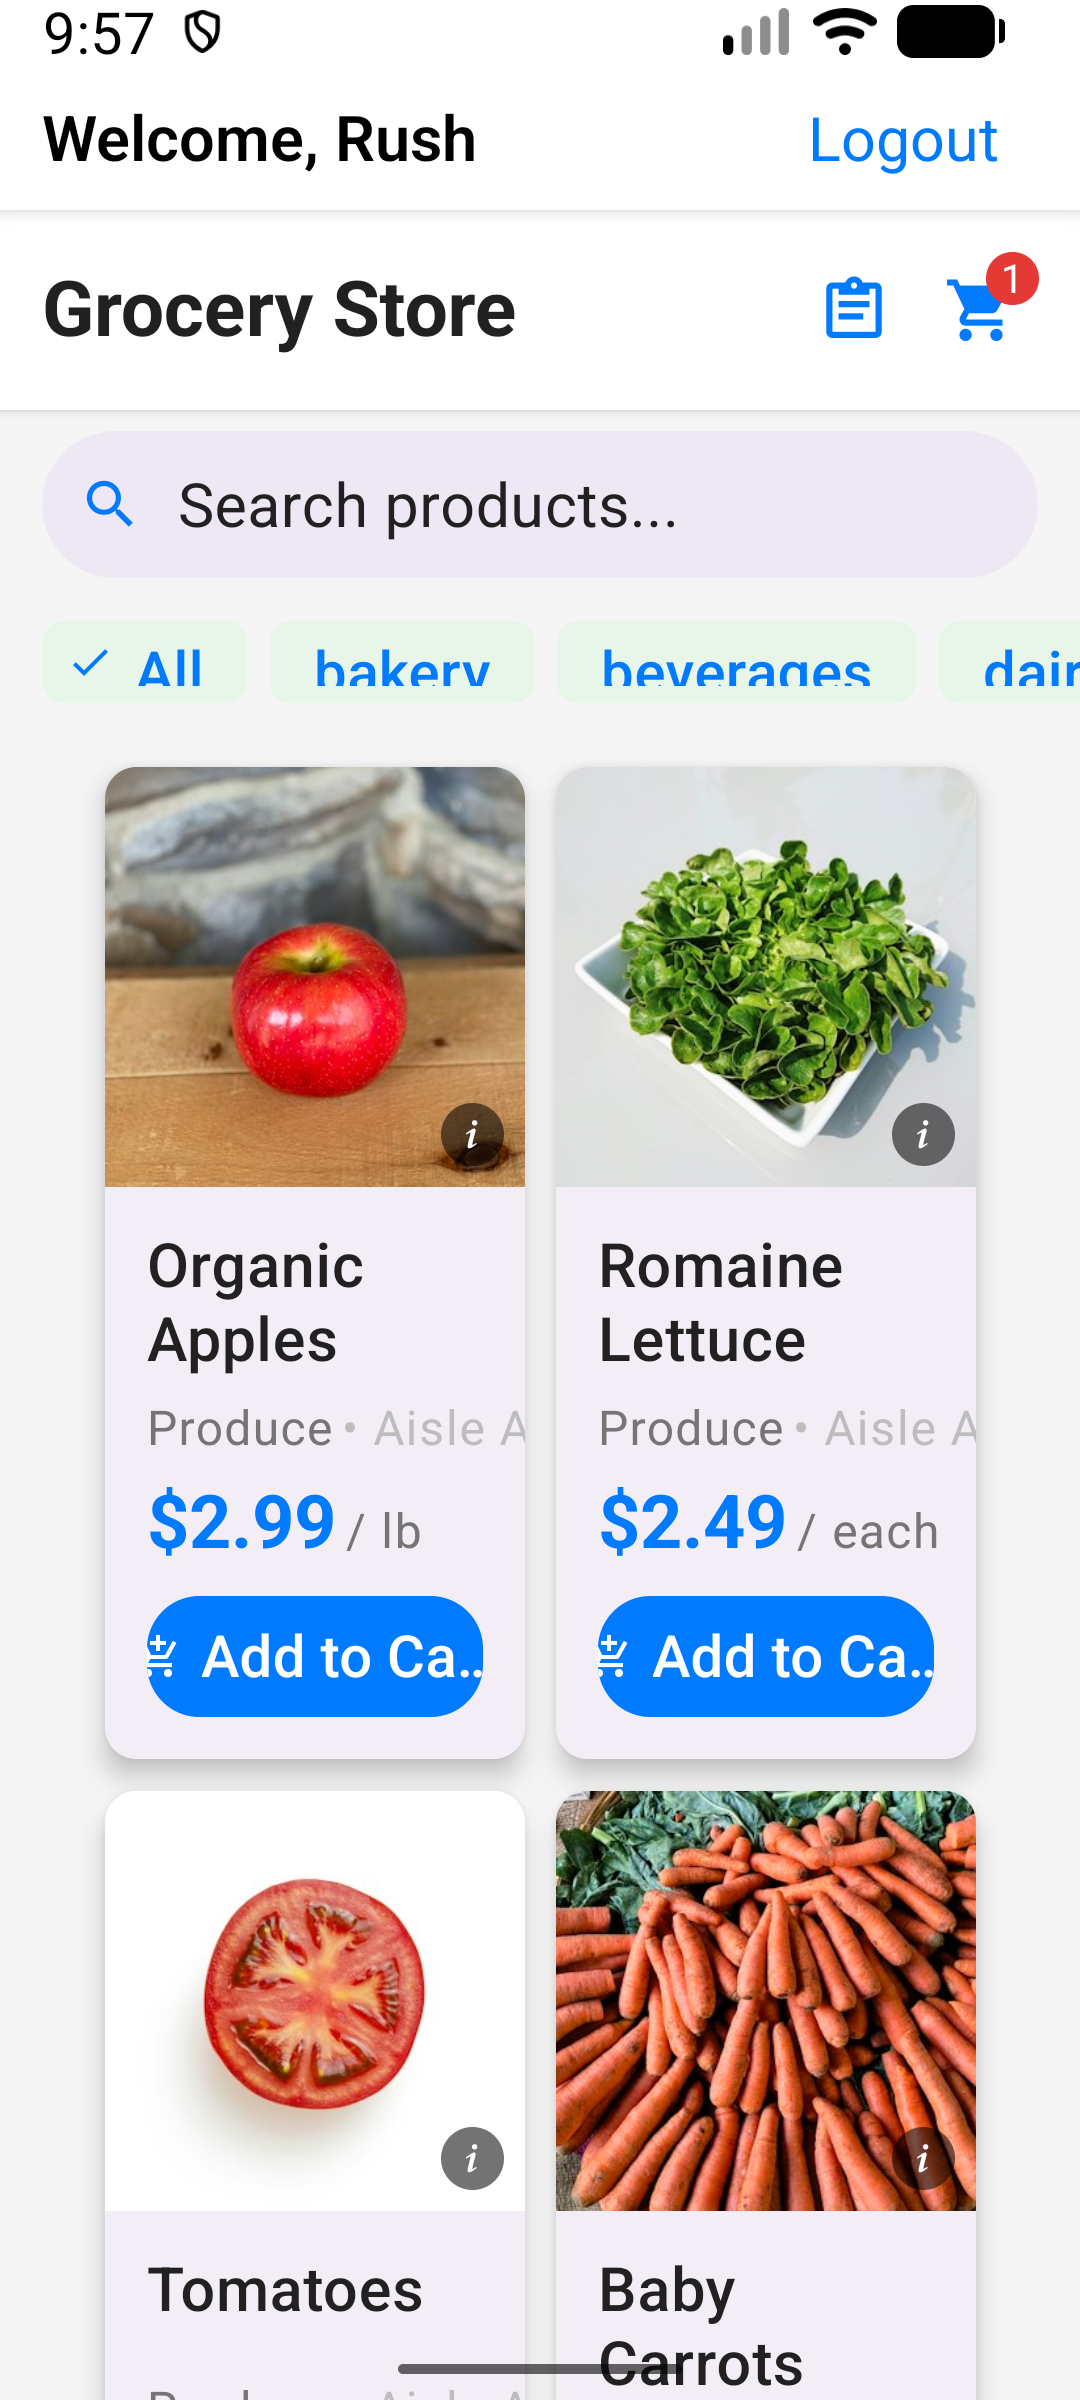 9:57
Welcome, Rush
Logout
Grocery Store
1
Search products...
All
bakery
beverages
dair
i
i
Organic
Apples
Romaine
Lettuce
Produce • Aisle A
Produce • Aisle A
$2.99 / lb
$2.49 / each
Add to Ca…
Add to Ca…
i
i
Tomatoes
Baby
Carrots